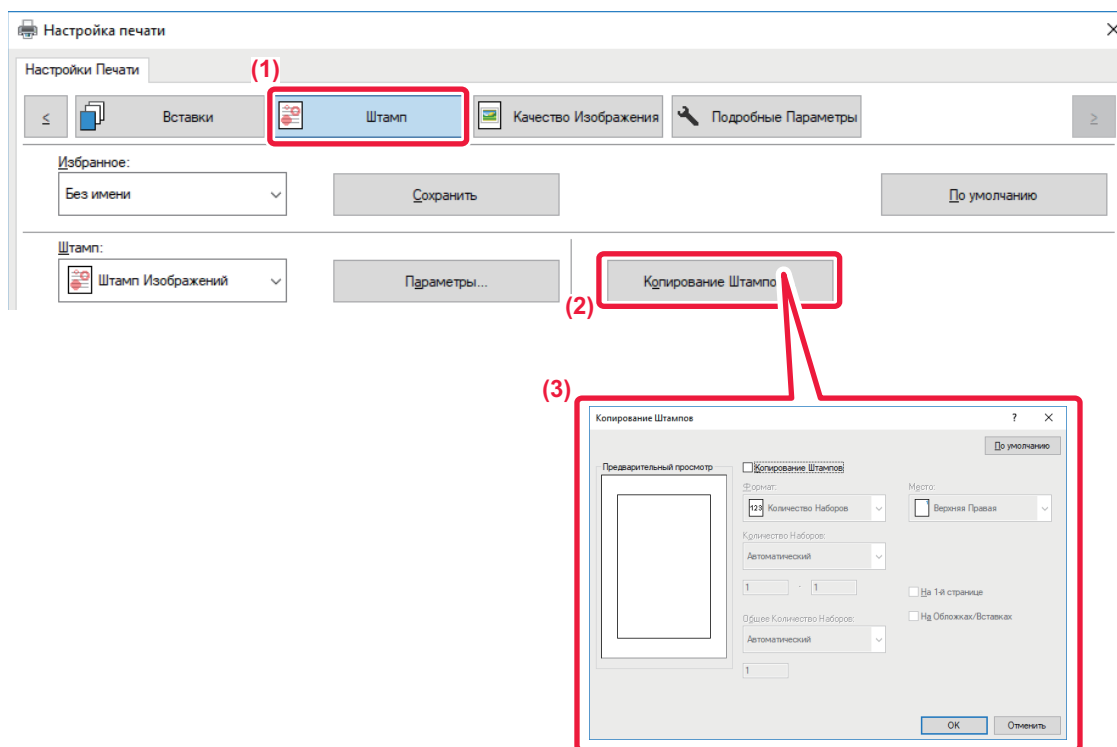 Настройка печати
Настройки Печати
(1)
<
Вставки
Штамп
Качество Изображения
Подробные Параметры
>
Избранное:
Без имени
Сохранить
По умолчанию
Штамп:
Штамп Изображений
Параметры...
Копирование Штампо
(2)
(3)
Копирование Штампов
?
По умолчанию
Предварительный просмотр
Копирование Штампов
Формат:
Место:
123 Количество Наборов
Верхняя Правая
Количество Наборов:
Автоматический
1 - 1
На 1-й странице
На Обложках/Вставках
Общее Количество Наборов:
Автоматический
1
OK
Отменить